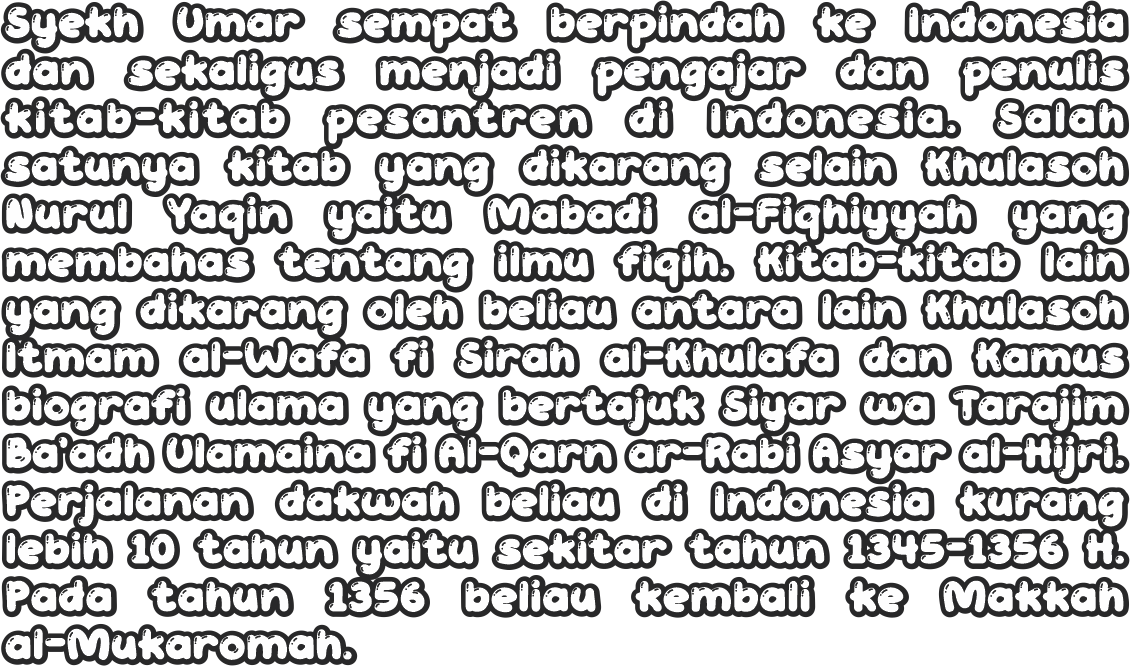 Syekh Umar sempat berpindah ke Indonesia
dan sekaligus menjadi pengajar dan penulis
kitab-kitab pesantren di Indonesia. Salah
satunya kitab yang dikarang selain Khulasoh
Nurul Yaqin yaitu Mabadi al-Fiqhiyyah yang
membahas tentang ilmu fiqih. Kitab-kitab lain
yang dikarang oleh beliau antara lain Khulasoh
Itmam al-Wafa fi Sirah al-Khulafa dan Kamus
biografi ulama yang bertajuk Siyar wa Tarajim
Ba'adh Ulamaina fi Al-Qarn ar-Rabi Asyar al-Hijri.
Perjalanan dakwah beliau di Indonesia kurang
lebih 10 tahun yaitu sekitar tahun 1345-1356 H.
Pada tahun 1356 beliau kembali ke Makkah
al-Mukaromah.